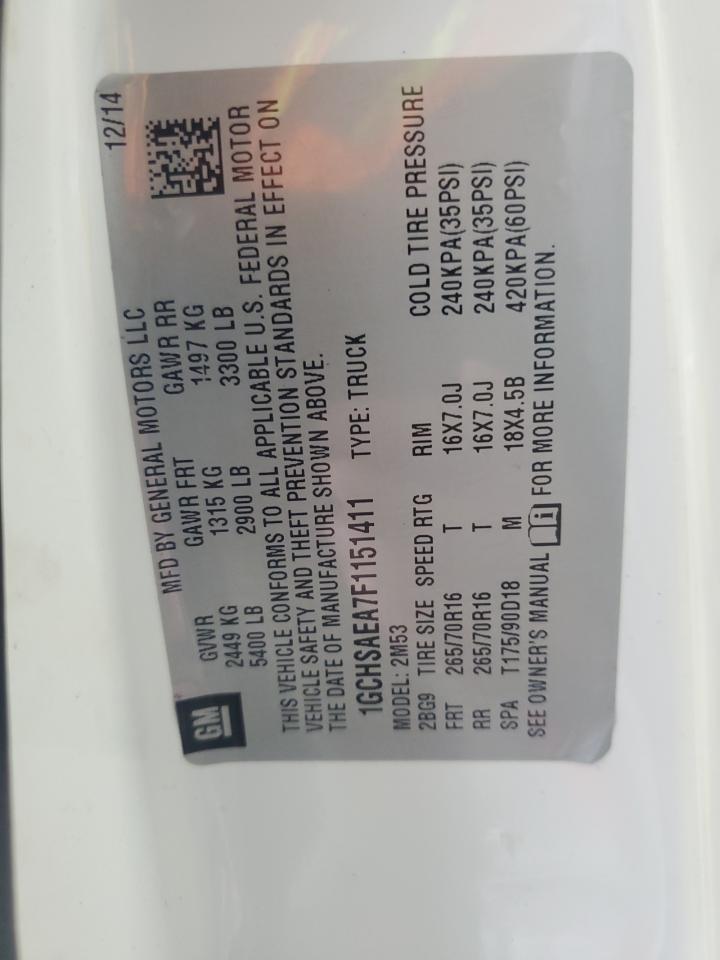 GM
MFD BY GENERAL MOTORS LLC 12/14
GVWR GAWR FRT GAWR RR
2449 KG 1315 KG 1497 KG
5400 LB 2900 LB 3300 LB
THIS VEHICLE CONFORMS TO ALL APPLICABLE U.S. FEDERAL MOTOR
VEHICLE SAFETY AND THEFT PREVENTION STANDARDS IN EFFECT ON
THE DATE OF MANUFACTURE SHOWN ABOVE.
1GCHSAEA7F1151411 TYPE: TRUCK
MODEL: 2M53
2BG9 TIRE SIZE SPEED RTG RIM COLD TIRE PRESSURE
FRT 265/70R16 T 16X7.0J 240KPA(35PSI)
RR 265/70R16 T 16X7.0J 240KPA(35PSI)
SPA T175/90D18 M 18X4.5B 420KPA(60PSI)
SEE OWNER'S MANUAL FOR MORE INFORMATION.